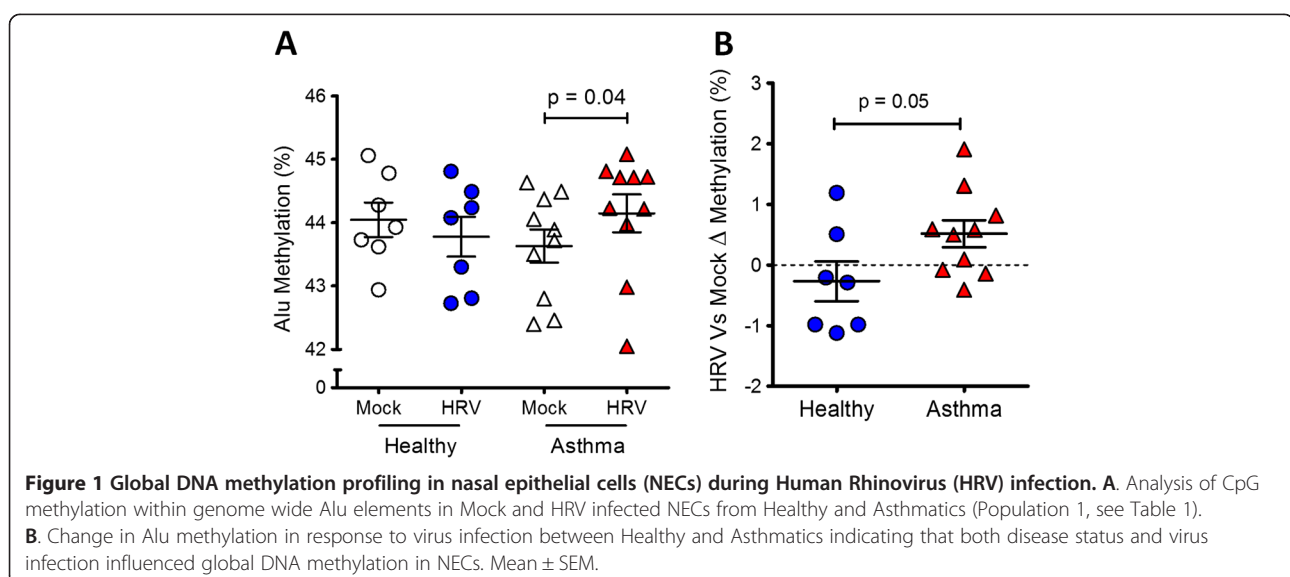 A
Alu Methylation (%)
46
45
44
43
42
0
p = 0.04
Mock
HRV
Mock
HRV
Healthy
Asthma
B
HRV Vs Mock Δ Methylation (%)
3
2
1
0
-1
-2
p = 0.05
Healthy
Asthma
Figure 1 Global DNA methylation profiling in nasal epithelial cells (NECs) during Human Rhinovirus (HRV) infection. A. Analysis of CpG
methylation within genome wide Alu elements in Mock and HRV infected NECs from Healthy and Asthmatics (Population 1, see Table 1).
B. Change in Alu methylation in response to virus infection between Healthy and Asthmatics indicating that both disease status and virus
infection influenced global DNA methylation in NECs. Mean ± SEM.